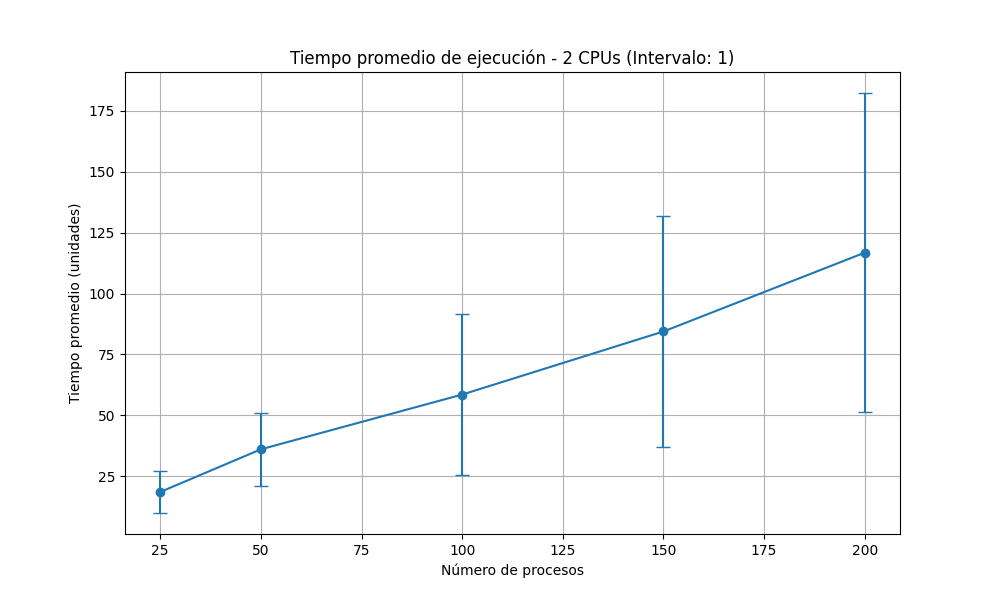 Tiempo promedio de ejecución - 2 CPUs (Intervalo: 1)
Tiempo promedio (unidades)
175
150
125
100
75
50
25
25 50 75 100 125 150 175 200
Número de procesos